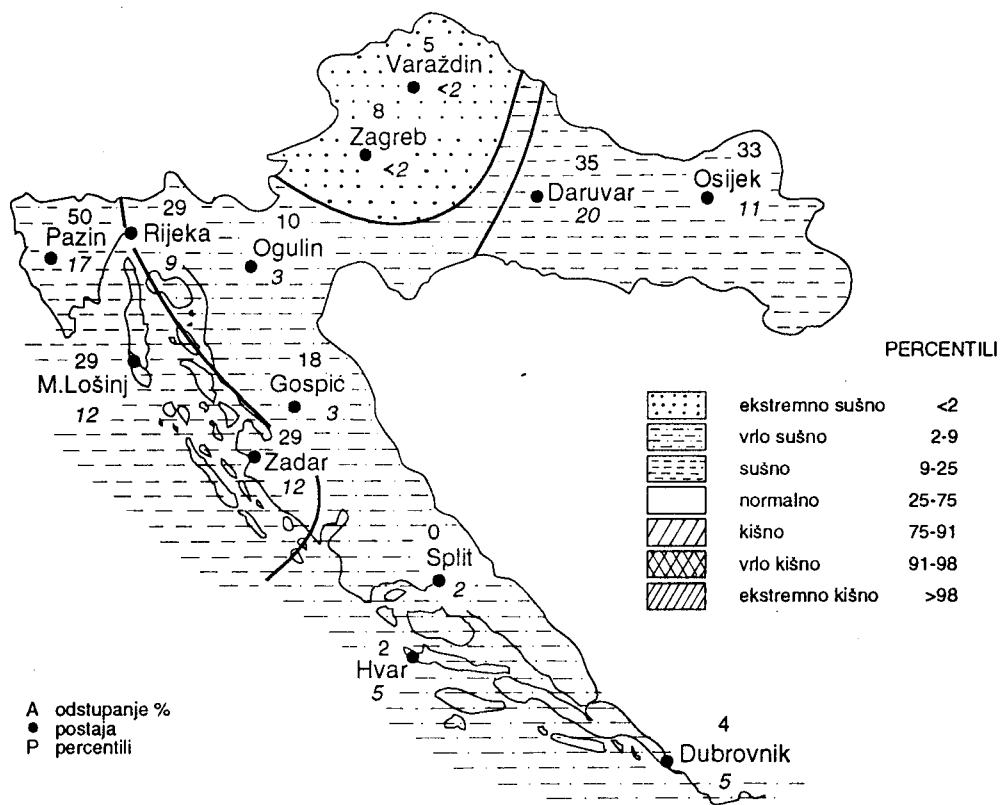 5
Varaždin
<2
8
Zagreb
<2
35
Daruvar
20
33
Osijek
11
50
Pazin
17
29
Rijeka
9
10
Ogulin
3
29
M.Lošinj
12
18
Gospić
3
29
Zadar
12
0
Split
2
2
Hvar
5
4
Dubrovnik
5
PERCENTILI
ekstremno sušno <2
vrlo sušno 2-9
sušno 9-25
normalno 25-75
kišno 75-91
vrlo kišno 91-98
ekstremno kišno >98
A odstupanje %
● postaja
P percentili